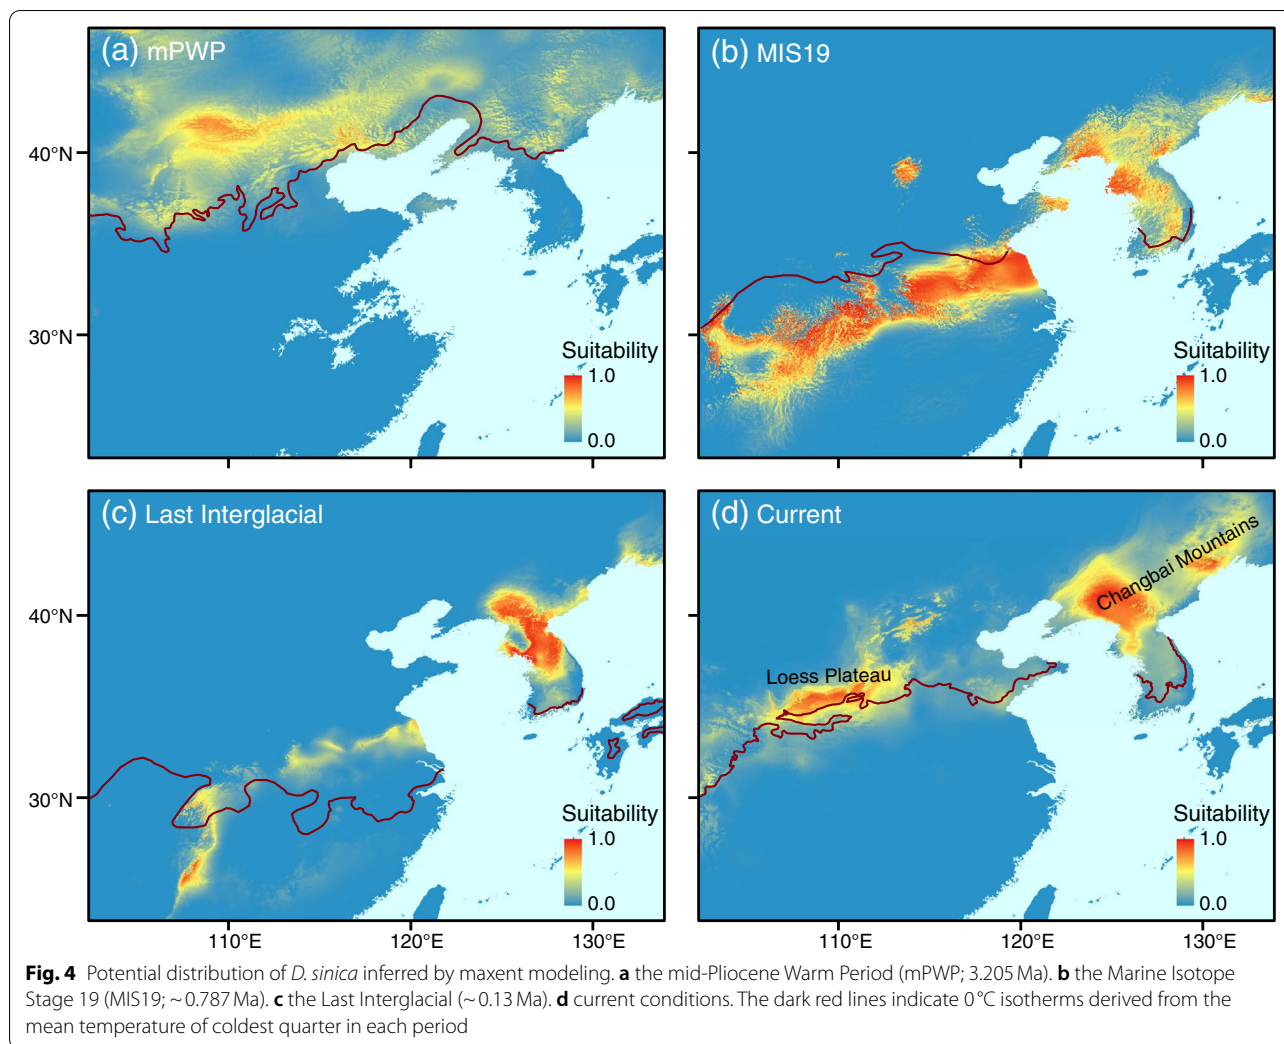 (a) mPWP
40°N
30°N
Suitability
1.0
0.0
(b) MIS19
Suitability
1.0
0.0
(c) Last Interglacial
40°N
30°N
Suitability
1.0
0.0
110°E
120°E
130°E
(d) Current
Changbai Mountains
Loess Plateau
Suitability
1.0
0.0
110°E
120°E
130°E
Fig. 4 Potential distribution of D. sinica inferred by maxent modeling. a the mid-Pliocene Warm Period (mPWP; 3.205 Ma). b the Marine Isotope
Stage 19 (MIS19; ~ 0.787 Ma). c the Last Interglacial (~ 0.13 Ma). d current conditions. The dark red lines indicate 0 °C isotherms derived from the
mean temperature of coldest quarter in each period